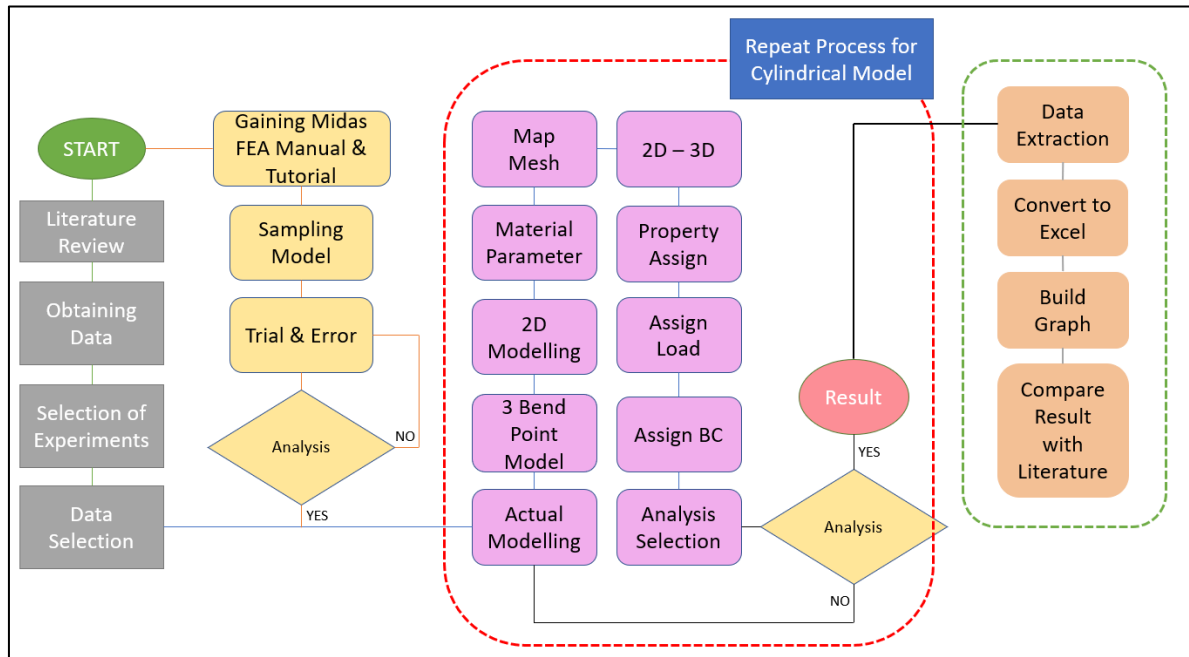 Repeat Process for
Cylindrical Model
START
Literature
Review
Obtaining
Data
Selection of
Experiments
Data
Selection
Gaining Midas
FEA Manual &
Tutorial
Sampling
Model
Trial & Error
Analysis
NO
YES
Map
Mesh
Material
Parameter
2D
Modelling
3 Bend
Point
Model
Actual
Modelling
2D – 3D
Property
Assign
Assign
Load
Assign BC
Analysis
Selection
Result
YES
Analysis
NO
Data
Extraction
Convert to
Excel
Build
Graph
Compare
Result
with
Literature